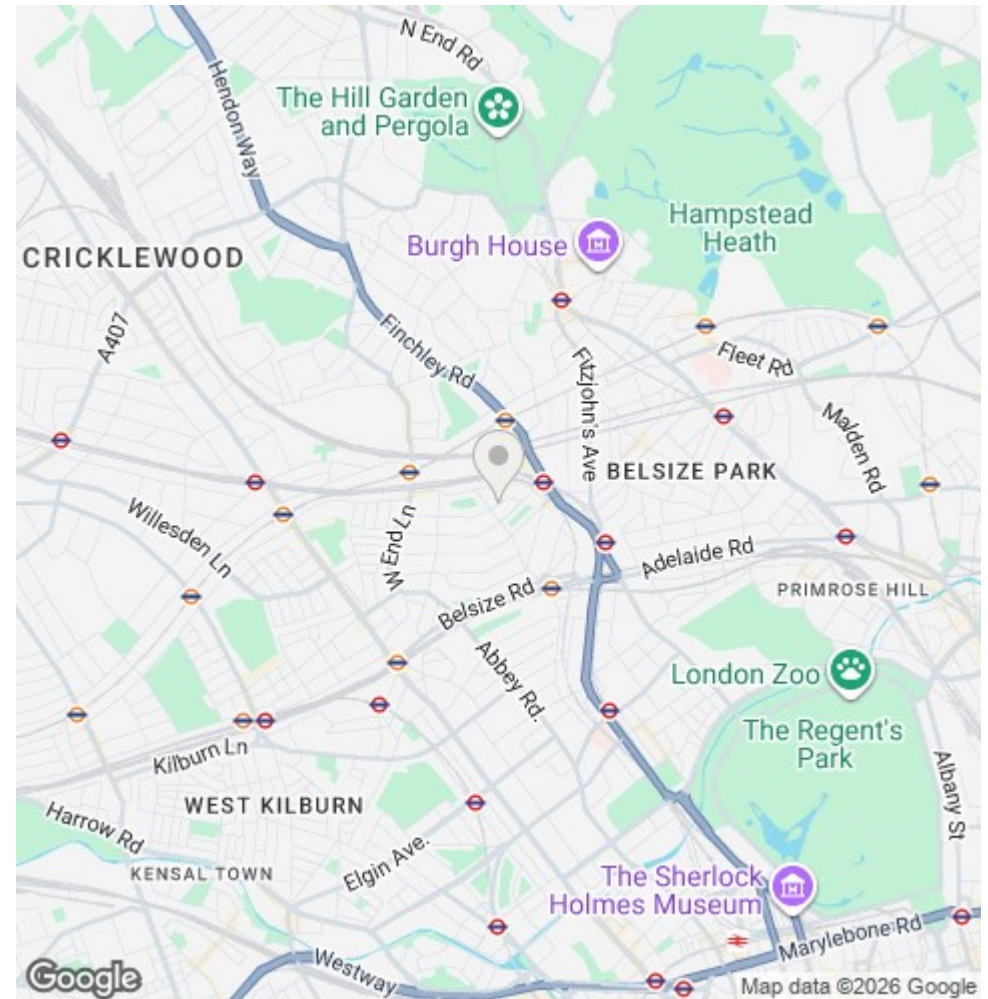 N End Rd
Hendon Way
The Hill Garden
and Pergola
Hampstead
Heath
Burgh House
CRICKLEWOOD
A407
Finchley Rd
Fitzjohn's Ave
Fleet Rd
Malden Rd
BELSIZE PARK
Willesden Ln
W End Ln
Adelaide Rd
Belsize Rd
PRIMROSE HILL
Abbey Rd.
London Zoo
The Regent's
Park
Kilburn Ln
Albany St
WEST KILBURN
Harrow Rd
Elgin Ave.
KENSAL TOWN
The Sherlock
Holmes Museum
Marylebone Rd
Westway
Google
Map data ©2026 Google